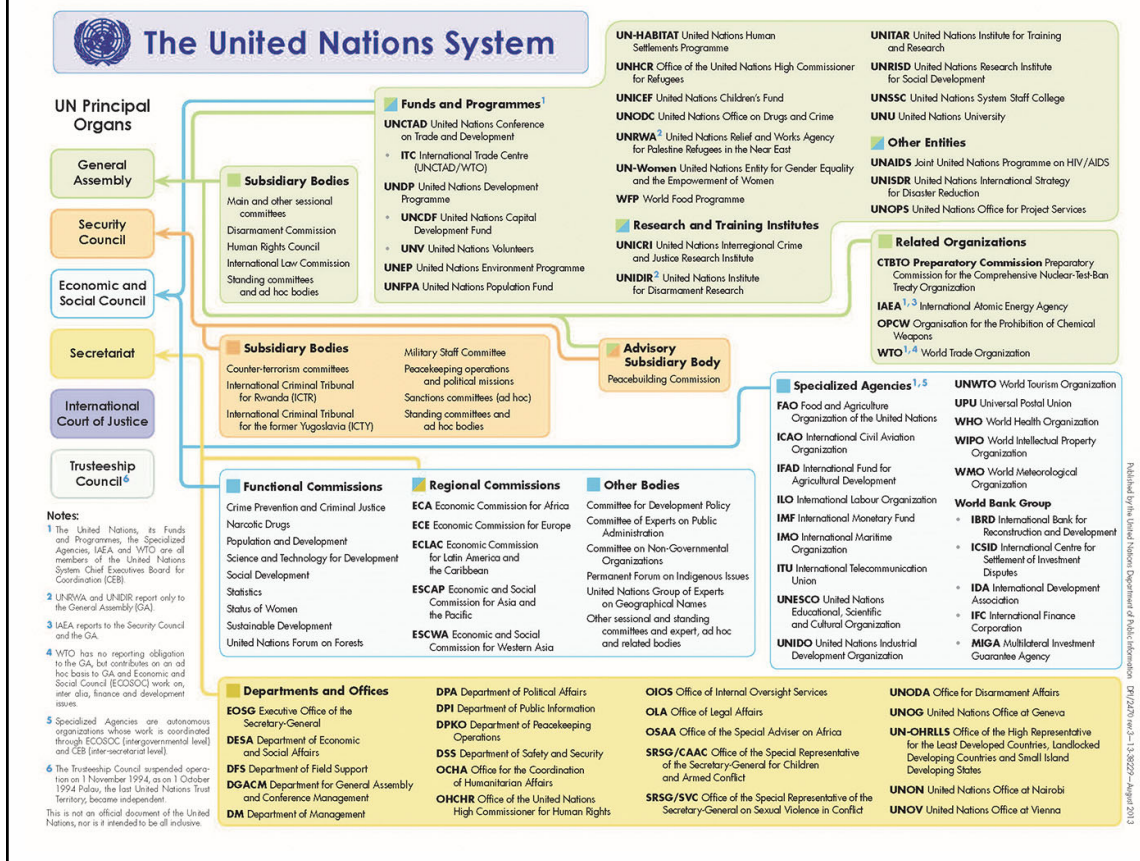 The United Nations System
UN Principal
Organs
General
Assembly
Security
Council
Economic and
Social Council
Secretariat
International
Court of Justice
Trusteeship
Council6
Notes:
1 The United Nations, its Funds
and Programmes, the Specialized
Agencies, IAEA and WTO are all
members of the United Nations
System Chief Executives Board for
Coordination (CEB).
2 UNRWA and UNIDIR report only to
the General Assembly (GA).
3 IAEA reports to the Security Council
and the GA.
4 WTO has no reporting obligation
to the GA, but contributes on an ad
hoc basis to GA and Economic and
Social Council (ECOSOC) work on,
inter alia, finance and development
issues.
5 Specialized Agencies are autonomous
organizations whose work is coordinated
through ECOSOC (intergovernmental level)
and CEB (inter-secretariat level).
6 The Trusteeship Council suspended opera-
tion on 1 November 1994, as on 1 October
1994 Palau, the last United Nations Trust
Territory, became independent.
This is not an official document of the United
Nations, nor is it intended to be all inclusive.
Subsidiary Bodies
Main and other sessional
committees
Disarmament Commission
Human Rights Council
International Law Commission
Standing committees
and ad hoc bodies
Funds and Programmes1
UNCTAD United Nations Conference
on Trade and Development
• ITC International Trade Centre
(UNCTAD/WTO)
UNDP United Nations Development
Programme
• UNCDF United Nations Capital
Development Fund
• UNV United Nations Volunteers
UNEP United Nations Environment Programme
UNFPA United Nations Population Fund
UN-HABITAT United Nations Human
Settlements Programme
UNHCR Office of the United Nations High Commissioner
for Refugees
UNICEF United Nations Children's Fund
UNODC United Nations Office on Drugs and Crime
UNRWA2 United Nations Relief and Works Agency
for Palestine Refugees in the Near East
UN-Women United Nations Entity for Gender Equality
and the Empowerment of Women
WFP World Food Programme
Research and Training Institutes
UNICRI United Nations Interregional Crime
and Justice Research Institute
UNIDIR2 United Nations Institute
for Disarmament Research
UNITAR United Nations Institute for Training
and Research
UNRISD United Nations Research Institute
for Social Development
UNSSC United Nations System Staff College
UNU United Nations University
Other Entities
UNAIDS Joint United Nations Programme on HIV/AIDS
UNISDR United Nations International Strategy
for Disaster Reduction
UNOPS United Nations Office for Project Services
Related Organizations
CTBTO Preparatory Commission Preparatory
Commission for the Comprehensive Nuclear-Test-Ban
Treaty Organization
IAEA1,3 International Atomic Energy Agency
OPCW Organisation for the Prohibition of Chemical
Weapons
WTO1,4 World Trade Organization
Subsidiary Bodies
Counter-terrorism committees
International Criminal Tribunal
for Rwanda (ICTR)
International Criminal Tribunal
for the former Yugoslavia (ICTY)
Military Staff Committee
Peacekeeping operations
and political missions
Sanctions committees (ad hoc)
Standing committees and
ad hoc bodies
Advisory
Subsidiary Body
Peacebuilding Commission
Specialized Agencies1,5
FAO Food and Agriculture
Organization of the United Nations
ICAO International Civil Aviation
Organization
IFAD International Fund for
Agricultural Development
ILO International Labour Organization
IMF International Monetary Fund
IMO International Maritime
Organization
ITU International Telecommunication
Union
UNESCO United Nations
Educational, Scientific
and Cultural Organization
UNIDO United Nations Industrial
Development Organization
UNWTO World Tourism Organization
UPU Universal Postal Union
WHO World Health Organization
WIPO World Intellectual Property
Organization
WMO World Meteorological
Organization
World Bank Group
• IBRD International Bank for
Reconstruction and Development
• ICSID International Centre for
Settlement of Investment
Disputes
• IDA International Development
Association
• IFC International Finance
Corporation
• MIGA Multilateral Investment
Guarantee Agency
Functional Commissions
Crime Prevention and Criminal Justice
Narcotic Drugs
Population and Development
Science and Technology for Development
Social Development
Statistics
Status of Women
Sustainable Development
United Nations Forum on Forests
Regional Commissions
ECA Economic Commission for Africa
ECE Economic Commission for Europe
ECLAC Economic Commission
for Latin America and
the Caribbean
ESCAP Economic and Social
Commission for Asia and
the Pacific
ESCWA Economic and Social
Commission for Western Asia
Other Bodies
Committee for Development Policy
Committee of Experts on Public
Administration
Committee on Non-Governmental
Organizations
Permanent Forum on Indigenous Issues
United Nations Group of Experts
on Geographical Names
Other sessional and standing
committees and expert, ad hoc
and related bodies
Departments and Offices
EOSG Executive Office of the
Secretary-General
DESA Department of Economic
and Social Affairs
DFS Department of Field Support
DGACM Department for General Assembly
and Conference Management
DM Department of Management
DPA Department of Political Affairs
DPI Department of Public Information
DPKO Department of Peacekeeping
Operations
DSS Department of Safety and Security
OCHA Office for the Coordination
of Humanitarian Affairs
OHCHR Office of the United Nations
High Commissioner for Human Rights
OIOS Office of Internal Oversight Services
OLA Office of Legal Affairs
OSAA Office of the Special Adviser on Africa
SRSG/CAAC Office of the Special Representative
of the Secretary-General for Children
and Armed Conflict
SRSG/SVC Office of the Special Representative of the
Secretary-General on Sexual Violence in Conflict
UNODA Office for Disarmament Affairs
UNOG United Nations Office at Geneva
UN-OHRLLS Office of the High Representative
for the Least Developed Countries, Landlocked
Developing Countries and Small Island
Developing States
UNON United Nations Office at Nairobi
UNOV United Nations Office at Vienna
Published by the United Nations Department of Public Information DPI/2470 rev.3—13-38229—August 2013